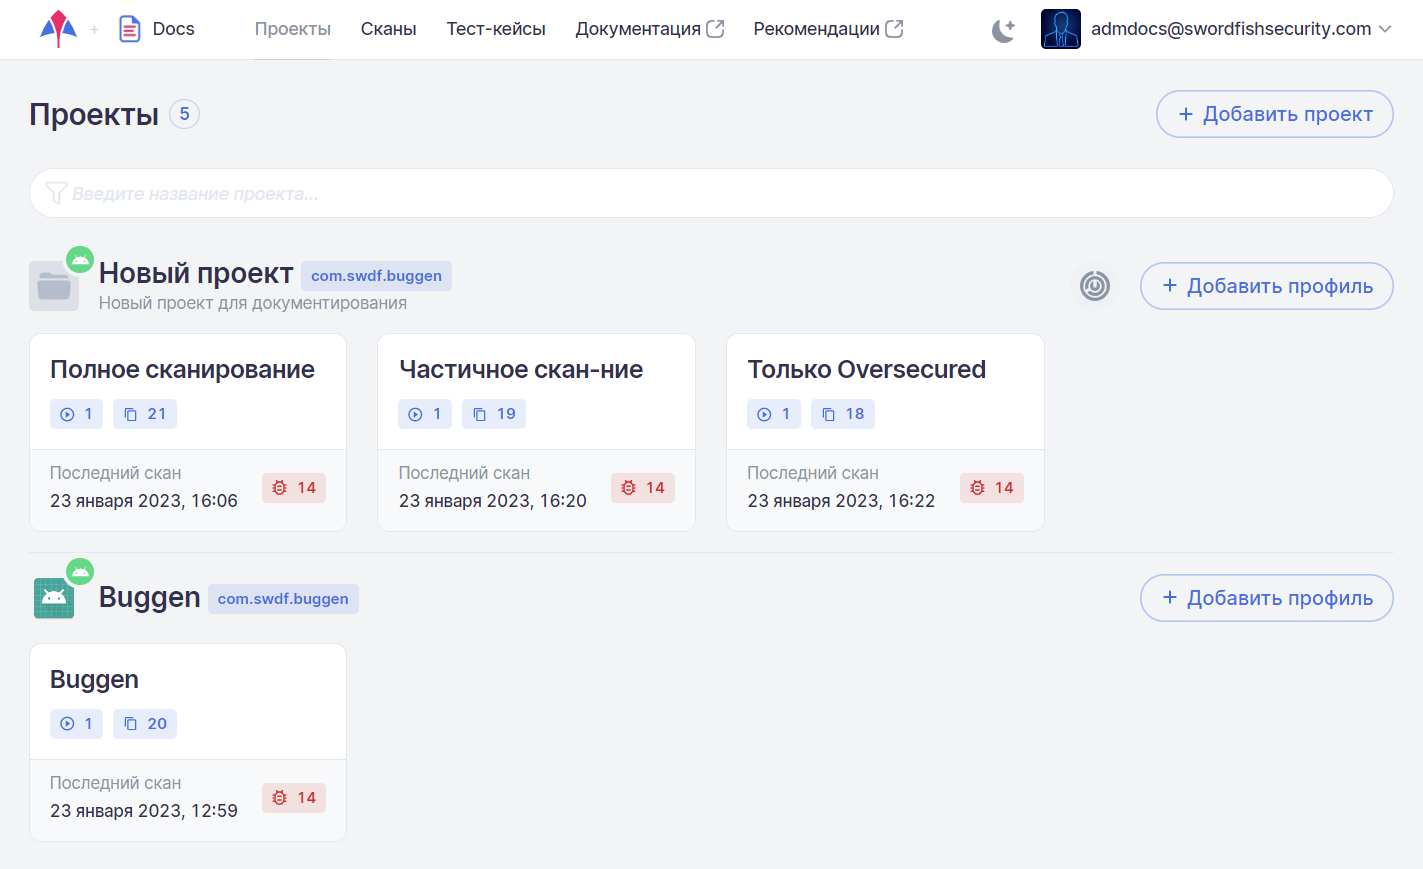 + Docs Проекты Сканы Тест-кейсы Документация Рекомендации admdocs@swordfishsecurity.com
Проекты 5 + Добавить проект
Введите название проекта...
Новый проект com.swdf.buggen + Добавить профиль
Новый проект для документирования
Полное сканирование Частичное скан-ние Только Oversecured
1 21 1 19 1 18
Последний скан Последний скан Последний скан
14 14 14
23 января 2023, 16:06 23 января 2023, 16:20 23 января 2023, 16:22
Buggen com.swdf.buggen + Добавить профиль
Buggen
1 20
Последний скан
14
23 января 2023, 12:59